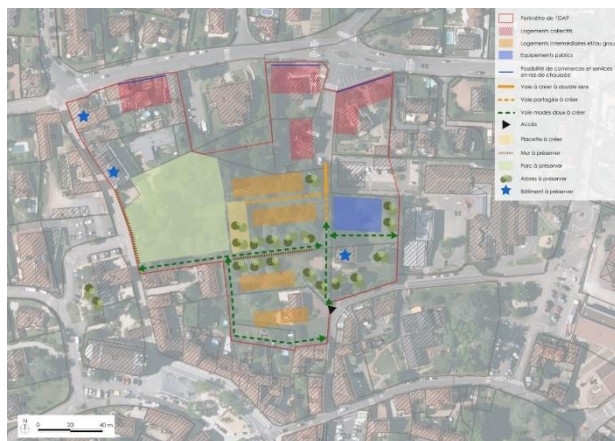 Périmètre de l'OAP
Logements collectifs
Logements intermédiaires et/ou grou
Equipements publics
Possibilité de commerces et services
en rez-de-chaussée
Voie à créer à double sens
Voie partagée à créer
Voie modes doux à créer
Accès
Placette à créer
Mur à préserver
Parc à préserver
Arbres à préserver
Bâtiment à préserver
N
0 20 40 m